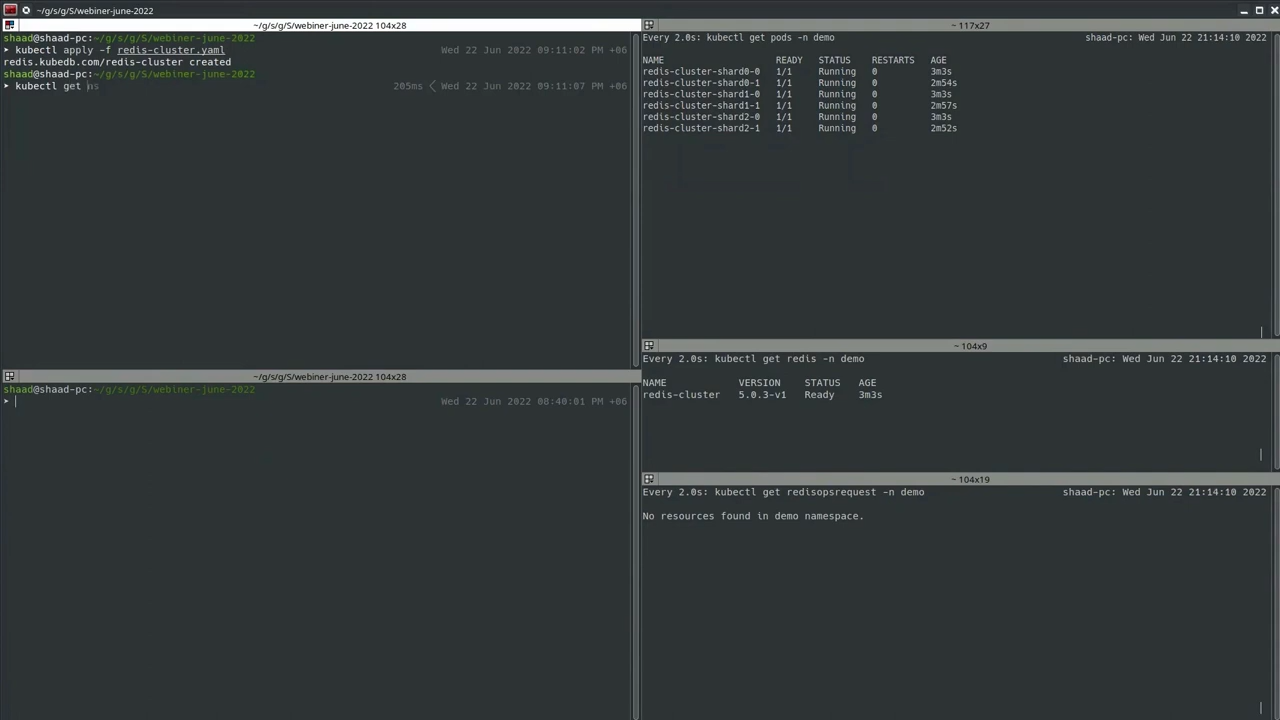 ~/g/s/g/S/webiner-june-2022
~/g/s/g/S/webiner-june-2022 104x28
shaad@shaad-pc:~/g/s/g/S/webiner-june-2022
➤ kubectl apply -f redis-cluster.yaml Wed 22 Jun 2022 09:11:02 PM +06
redis.kubedb.com/redis-cluster created
shaad@shaad-pc:~/g/s/g/S/webiner-june-2022
➤ kubectl get ns 205ms < Wed 22 Jun 2022 09:11:07 PM +06
~/g/s/g/S/webiner-june-2022 104x28
shaad@shaad-pc:~/g/s/g/S/webiner-june-2022
➤ Wed 22 Jun 2022 08:40:01 PM +06
~ 117x27
Every 2.0s: kubectl get pods -n demo shaad-pc: Wed Jun 22 21:14:10 2022
NAME READY STATUS RESTARTS AGE
redis-cluster-shard0-0 1/1 Running 0 3m3s
redis-cluster-shard0-1 1/1 Running 0 2m54s
redis-cluster-shard1-0 1/1 Running 0 3m3s
redis-cluster-shard1-1 1/1 Running 0 2m57s
redis-cluster-shard2-0 1/1 Running 0 3m3s
redis-cluster-shard2-1 1/1 Running 0 2m52s
~ 104x9
Every 2.0s: kubectl get redis -n demo shaad-pc: Wed Jun 22 21:14:10 2022
NAME VERSION STATUS AGE
redis-cluster 5.0.3-v1 Ready 3m3s
~ 104x19
Every 2.0s: kubectl get redisopsrequest -n demo shaad-pc: Wed Jun 22 21:14:10 2022
No resources found in demo namespace.